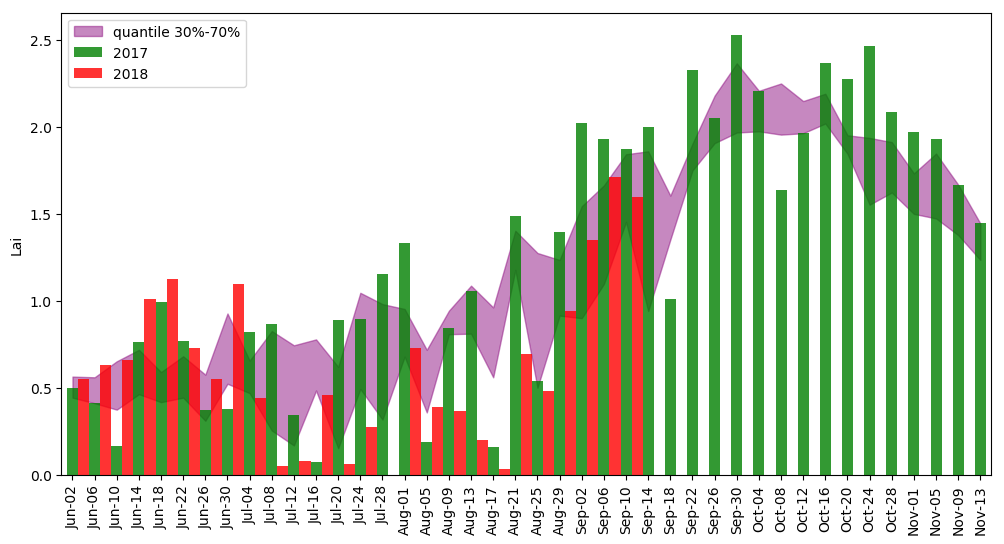 quantile 30%-70%
2017
2018
Lai
2.5
2.0
1.5
1.0
0.5
0.0
Jun-02
Jun-06
Jun-10
Jun-14
Jun-18
Jun-22
Jun-26
Jun-30
Jul-04
Jul-08
Jul-12
Jul-16
Jul-20
Jul-24
Jul-28
Aug-01
Aug-05
Aug-09
Aug-13
Aug-17
Aug-21
Aug-25
Aug-29
Sep-02
Sep-06
Sep-10
Sep-14
Sep-18
Sep-22
Sep-26
Sep-30
Oct-04
Oct-08
Oct-12
Oct-16
Oct-20
Oct-24
Oct-28
Nov-01
Nov-05
Nov-09
Nov-13